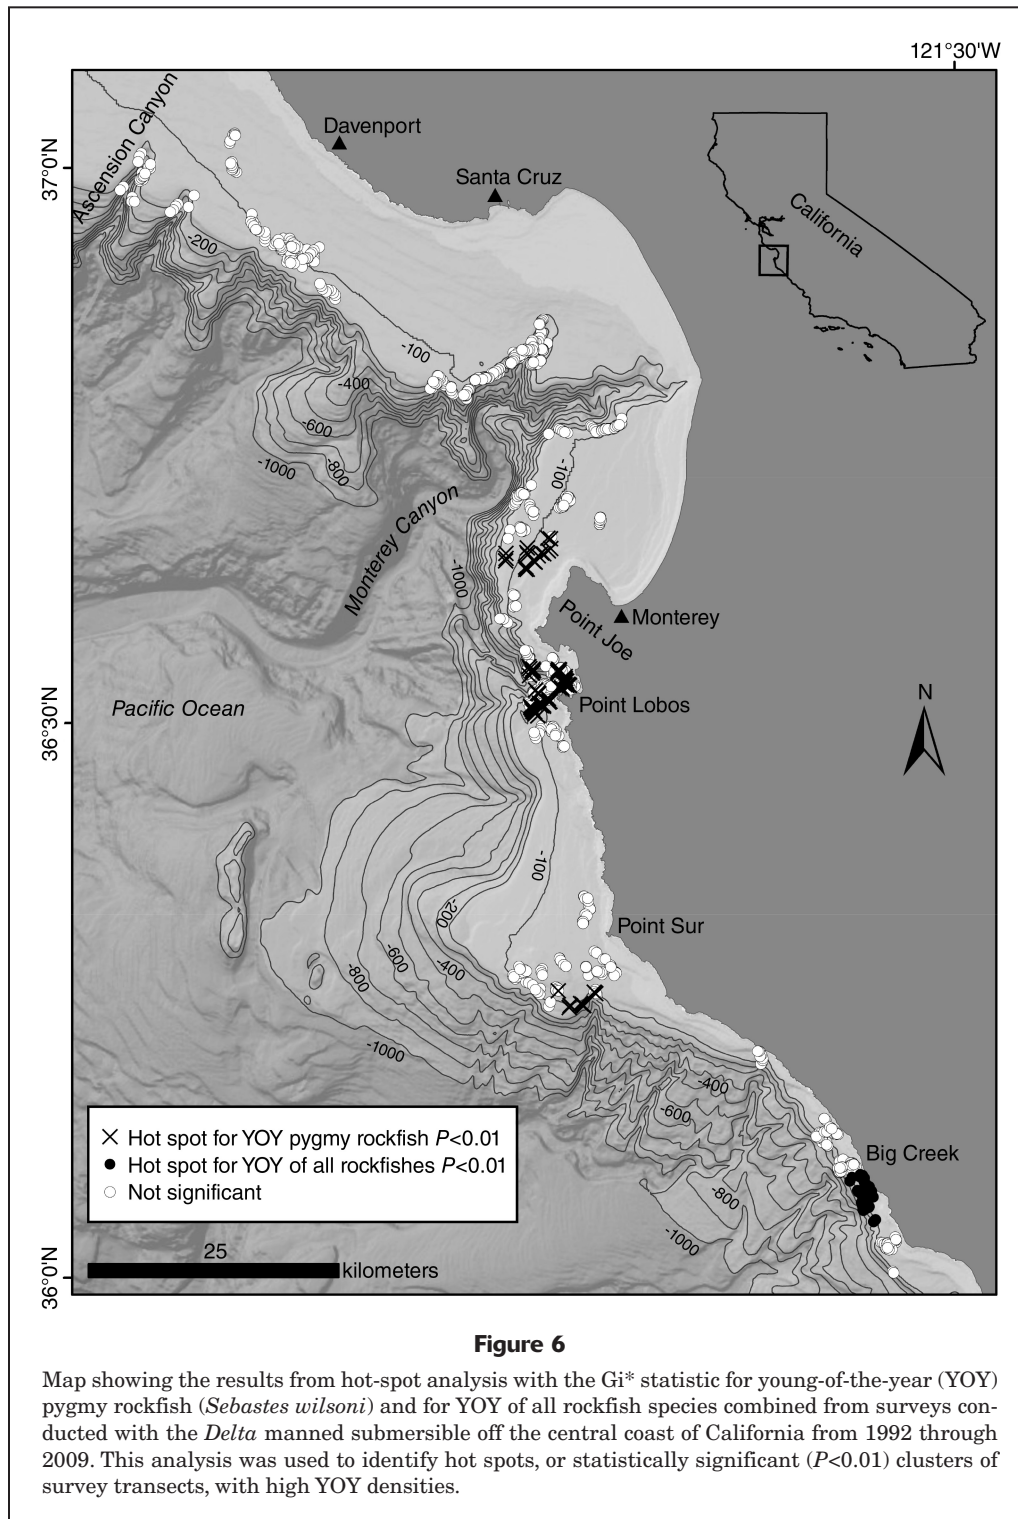 121°30'W
Ascension Canyon
Davenport
37°0'N
Santa Cruz
California
-200
-100
-400
-600
-1000
-800
-100
Monterey Canyon
-1000
Point Joe
Monterey
Pacific Ocean
Point Lobos
N
36°30'N
-100
-200
Point Sur
-600
-400
-800
-1000
-400
-600
Big Creek
-800
-1000
Hot spot for YOY pygmy rockfish P<0.01
Hot spot for YOY of all rockfishes P<0.01
Not significant
25
kilometers
36°0'N
Figure 6
Map showing the results from hot-spot analysis with the Gi* statistic for young-of-the-year (YOY)
pygmy rockfish (Sebastes wilsoni) and for YOY of all rockfish species combined from surveys con-
ducted with the Delta manned submersible off the central coast of California from 1992 through
2009. This analysis was used to identify hot spots, or statistically significant (P<0.01) clusters of
survey transects, with high YOY densities.